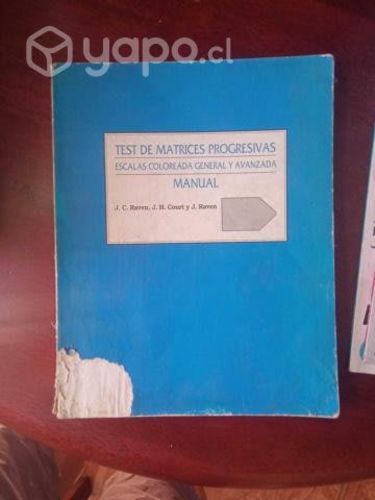 yapo.cl
TEST DE MATRICES PROGRESIVAS
ESCALAS COLOREADA GENERAL Y AVANZADA
MANUAL
J. C. Raven, J. H. Court y J. Raven